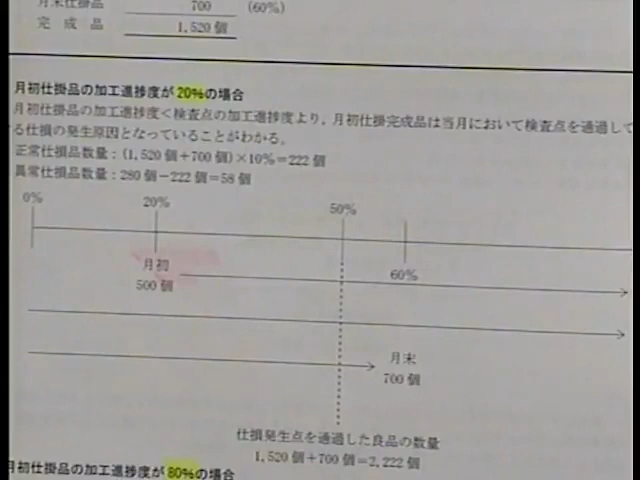 月末仕掛品 700 (60%)
完成品 1,520個
月初仕掛品の加工進捗度が20%の場合
月初仕掛品の加工進捗度<検査点の加工進捗度より，月初仕掛完成品は当月において検査点を通過して
る仕損の発生原因となっていることがわかる。
正常仕損品数量：(1,520個+700個)×10%=222個
異常仕損品数量：280個-222個=58個
0% 20% 50%
60%
月初
500個
月末
700個
仕損発生点を通過した良品の数量
1,520個+700個=2,222個
月初仕掛品の加工進捗度が80%の場合